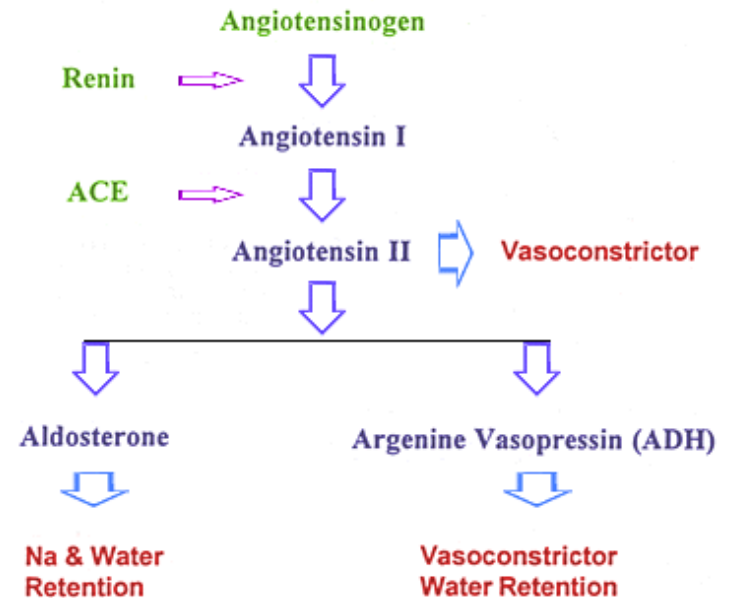 Angiotensinogen
Renin
Angiotensin I
ACE
Angiotensin II
Vasoconstrictor
Aldosterone
Argenine Vasopressin (ADH)
Na & Water
Retention
Vasoconstrictor
Water Retention